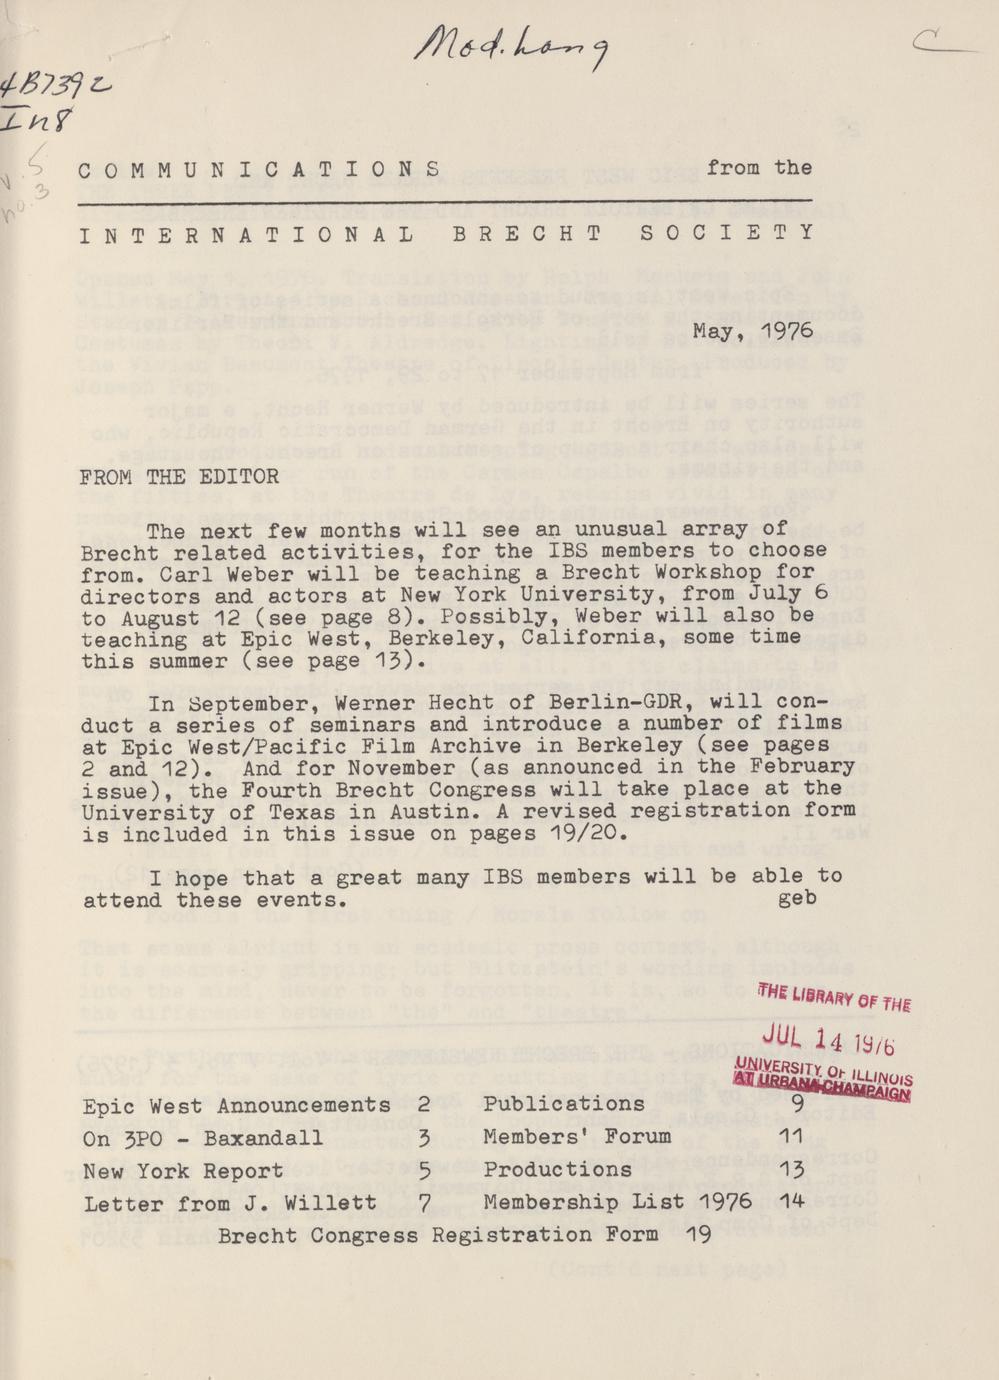 Mod. Lang
C
4B7392
In8
v. 5
no. 3
COMMUNICATIONS from the
INTERNATIONAL BRECHT SOCIETY
May, 1976
FROM THE EDITOR
The next few months will see an unusual array of
Brecht related activities, for the IBS members to choose
from. Carl Weber will be teaching a Brecht Workshop for
directors and actors at New York University, from July 6
to August 12 (see page 8). Possibly, Weber will also be
teaching at Epic West, Berkeley, California, some time
this summer (see page 13).
In September, Werner Hecht of Berlin-GDR, will con-
duct a series of seminars and introduce a number of films
at Epic West/Pacific Film Archive in Berkeley (see pages
2 and 12). And for November (as announced in the February
issue), the Fourth Brecht Congress will take place at the
University of Texas in Austin. A revised registration form
is included in this issue on pages 19/20.
I hope that a great many IBS members will be able to
attend these events. geb
THE LIBRARY OF THE
JUL 14 1976
UNIVERSITY OF ILLINOIS
AT URBANA-CHAMPAIGN
Epic West Announcements 2 Publications 9
On 3PO - Baxandall 3 Members' Forum 11
New York Report 5 Productions 13
Letter from J. Willett 7 Membership List 1976 14
Brecht Congress Registration Form 19